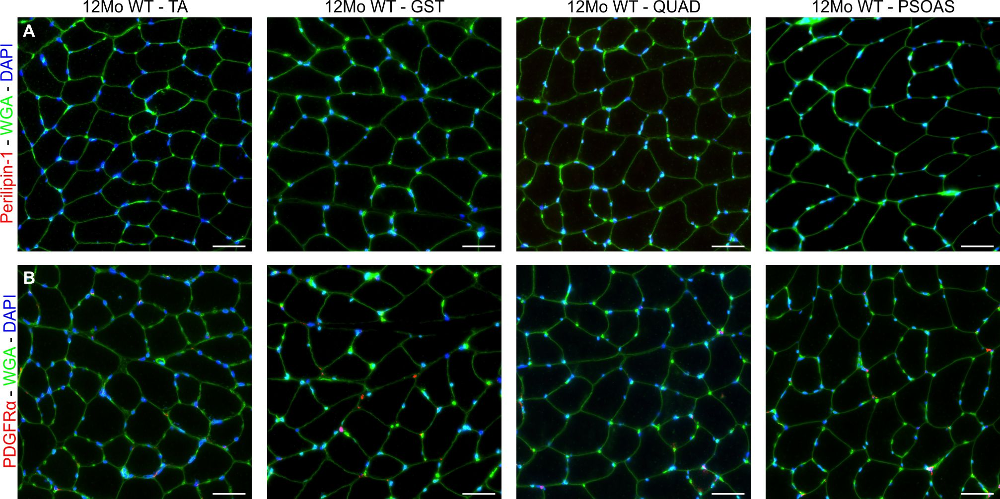 12Mo WT - TA
12Mo WT - GST
12Mo WT - QUAD
12Mo WT - PSOAS
A
Perilipin-1 - WGA - DAPI
B
PDGFRα - WGA - DAPI